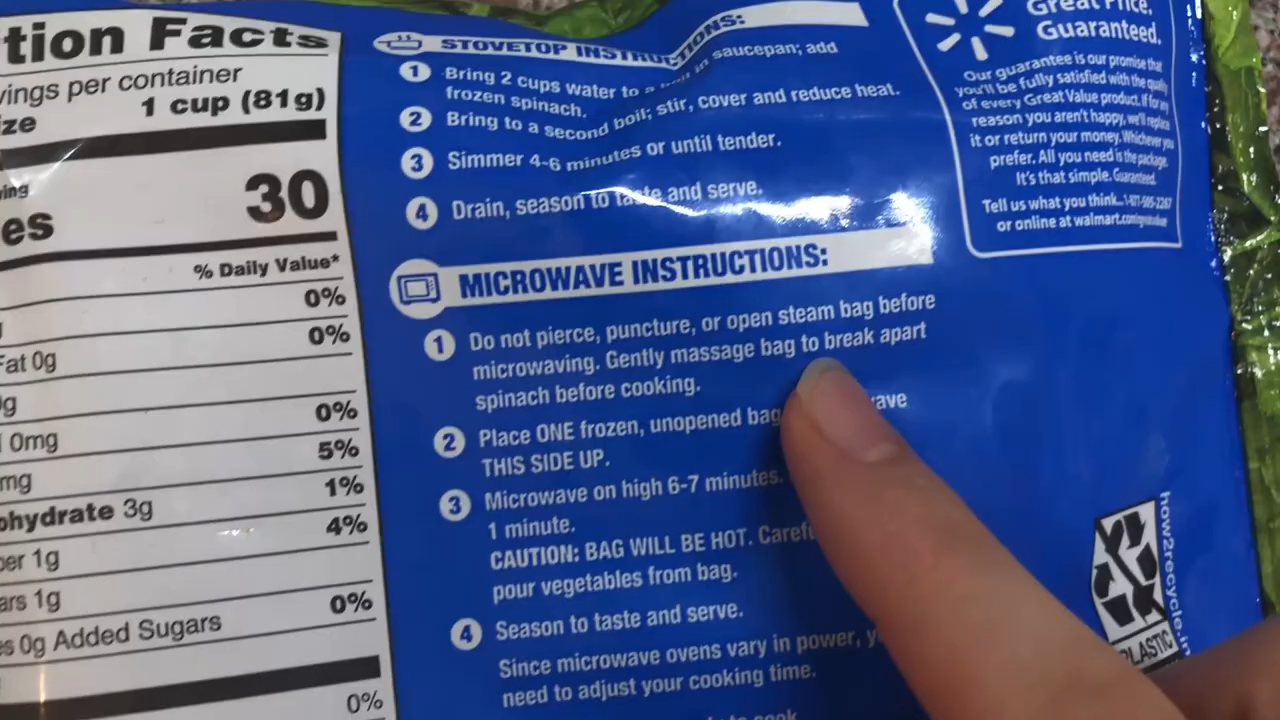 tion Facts
vings per container
ze 1 cup (81g)
ving
es 30
% Daily Value*
0%
Fat 0g 0%
0mg 0%
mg 5%
ohydrate 3g 1%
er 1g 4%
ars 1g
s 0g Added Sugars 0%
0%
STOVETOP INSTRUCTIONS:
1 Bring 2 cups water to a in saucepan; add
frozen spinach.
2 Bring to a second boil; stir, cover and reduce heat.
3 Simmer 4-6 minutes or until tender.
4 Drain, season to taste and serve.
MICROWAVE INSTRUCTIONS:
1 Do not pierce, puncture, or open steam bag before
microwaving. Gently massage bag to break apart
spinach before cooking.
2 Place ONE frozen, unopened bag wave
THIS SIDE UP.
3 Microwave on high 6-7 minutes.
1 minute.
CAUTION: BAG WILL BE HOT. Caref
pour vegetables from bag.
4 Season to taste and serve.
Since microwave ovens vary in power, y
need to adjust your cooking time.
to cook
Great Price.
Guaranteed.
Our guarantee is our promise that
you'll be fully satisfied with the quality
of every Great Value product. If for any
reason you aren't happy, we'll replace
it or return your money. Whichever you
prefer. All you need is the package.
It's that simple. Guaranteed.
Tell us what you think...1-877-505-2267
or online at walmart.com/greatvalue
how2recycle.in
PLASTIC